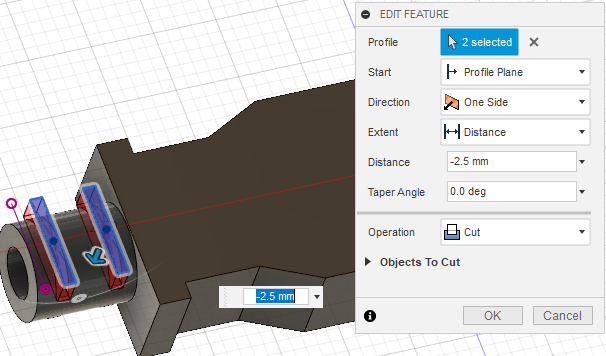 EDIT FEATURE
Profile 2 selected
Start Profile Plane
Direction One Side
Extent Distance
Distance -2.5 mm
Taper Angle 0.0 deg
Operation Cut
Objects To Cut
-2.5 mm
OK Cancel